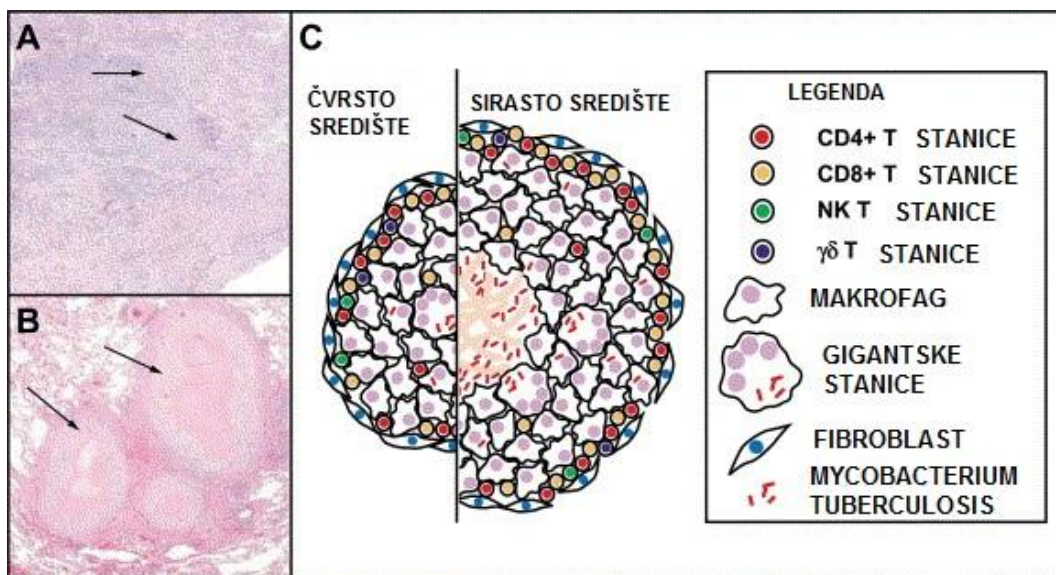 A
B
C
ČVRSTO
SREDIŠTE
SIRASTO SREDIŠTE
LEGENDA
CD4+ T STANICE
CD8+ T STANICE
NK T STANICE
γδ T STANICE
MAKROFAG
GIGANTSKE
STANICE
FIBROBLAST
MYCOBACTERIUM
TUBERCULOSIS